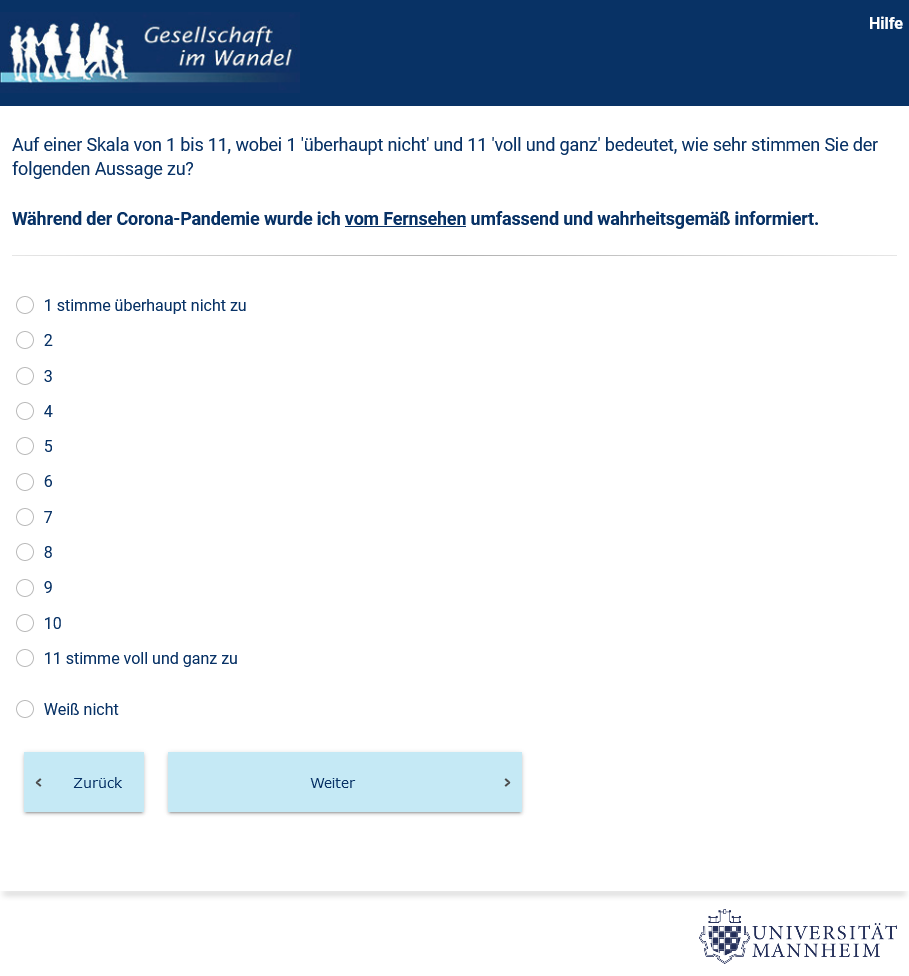 Gesellschaft
im Wandel
Hilfe
Auf einer Skala von 1 bis 11, wobei 1 'überhaupt nicht' und 11 'voll und ganz' bedeutet, wie sehr stimmen Sie der
folgenden Aussage zu?
Während der Corona-Pandemie wurde ich vom Fernsehen umfassend und wahrheitsgemäß informiert.
1 stimme überhaupt nicht zu
2
3
4
5
6
7
8
9
10
11 stimme voll und ganz zu
Weiß nicht
Zurück
Weiter
UNIVERSITÄT
MANNHEIM